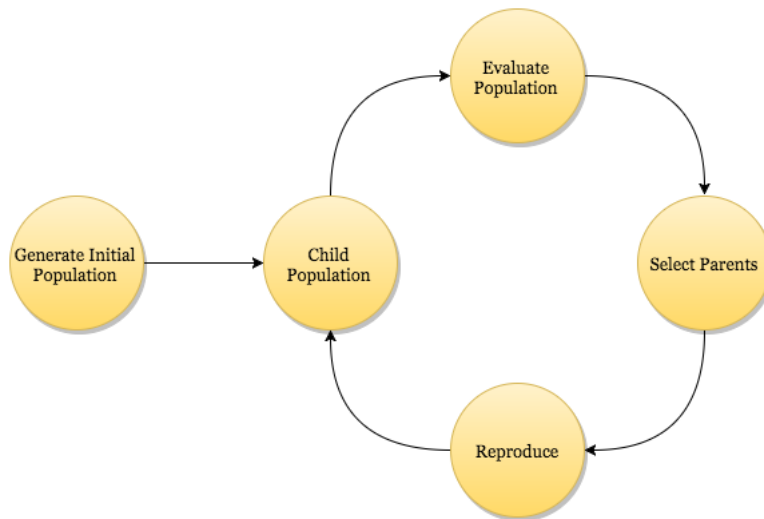 Evaluate
Population
Generate Initial
Population
Child
Population
Select Parents
Reproduce